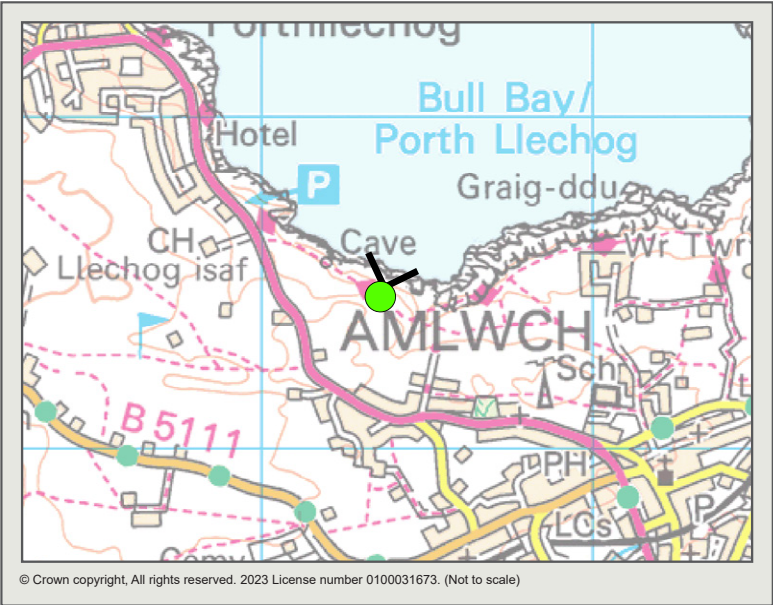 Porthllechog
Bull Bay/
Porth Llechog
Hotel
P
Graig-ddu
CH
Cave
Wr Twr
Llechog isaf
AMLWCH
Sch
B 5111
PH
P
LCs
© Crown copyright, All rights reserved. 2023 License number 0100031673. (Not to scale)